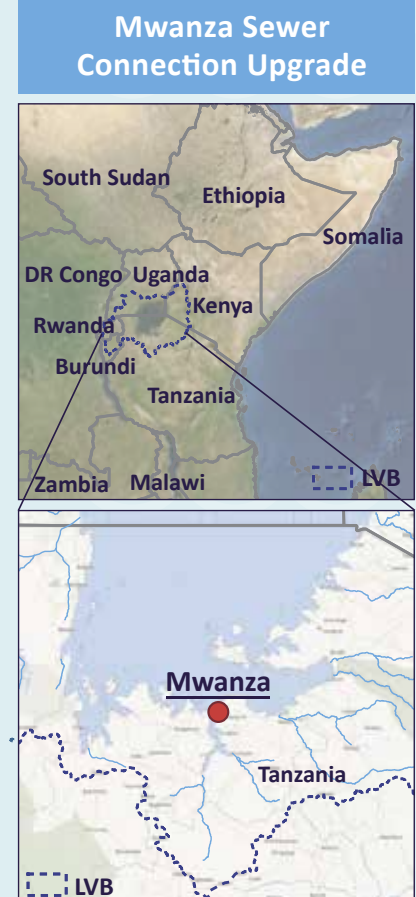 Mwanza Sewer
Connection Upgrade
South Sudan
Ethiopia
Somalia
DR Congo Uganda
Kenya
Rwanda
Burundi
Tanzania
Zambia Malawi
LVB
Mwanza
Tanzania
LVB